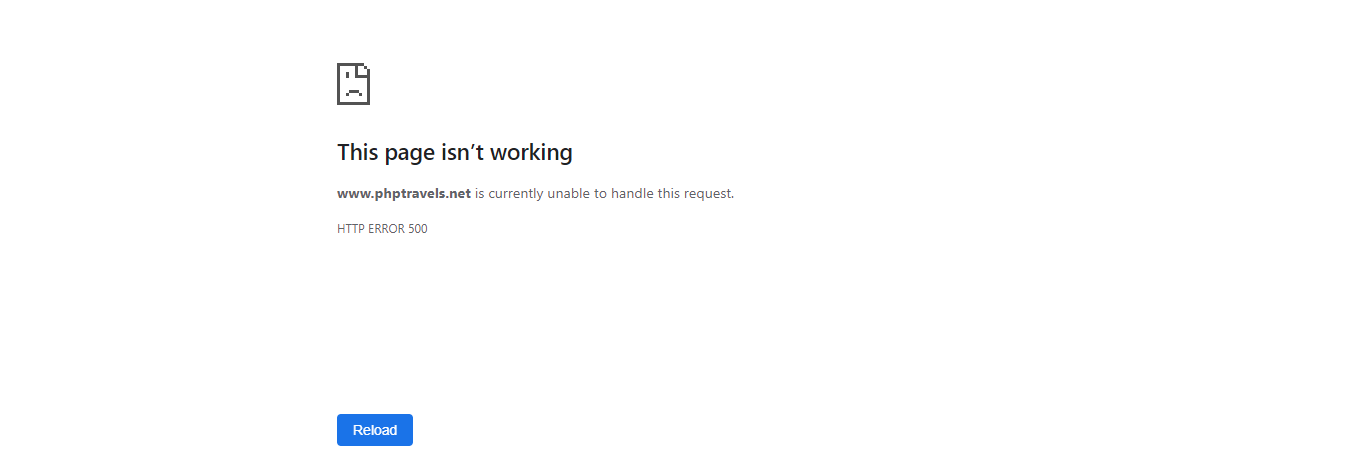 This page isn’t working
www.phptravels.net is currently unable to handle this request.
HTTP ERROR 500
Reload